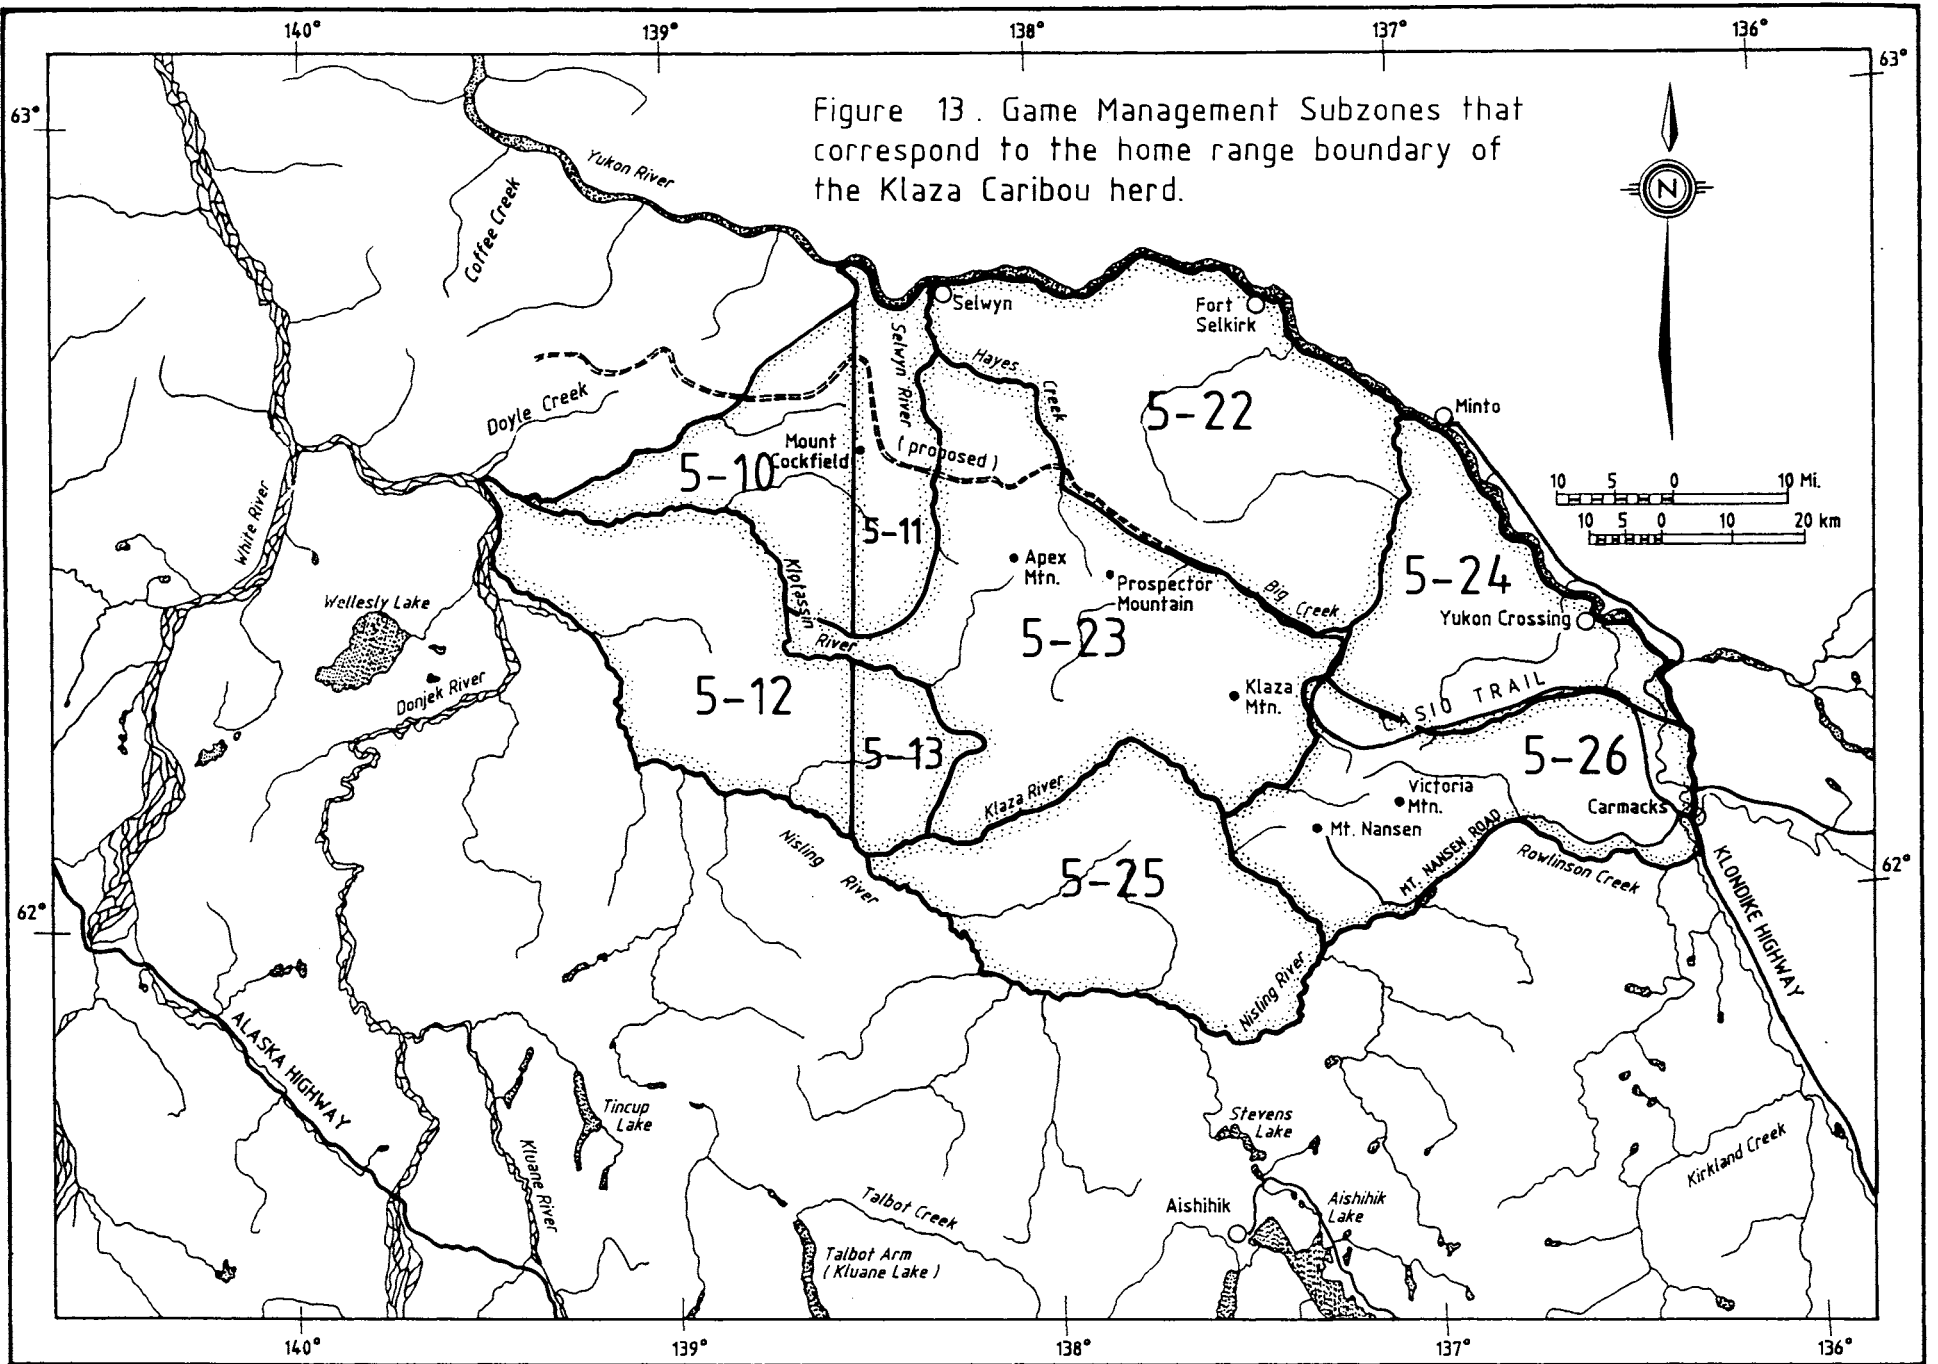 140°
139°
138°
137°
136°
63°
63°
Figure 13. Game Management Subzones that
correspond to the home range boundary of
the Klaza Caribou herd.
N
Yukon River
Coffee Creek
Selwyn
Fort
Selkirk
Selwyn River
Hayes
Creek
5-22
Minto
Doyle Creek
Mount
Cockfield
(proposed)
5-10
10 5 0 10 Mi.
10 5 0 10 20 km
White River
5-11
Apex
Mtn.
Prospector
Mountain
5-24
Big Creek
Klotassin
River
Wellesly Lake
Yukon Crossing
5-23
Donjek River
5-12
Klaza
Mtn.
CASIO TRAIL
5-13
5-26
Klaza River
Victoria
Mtn.
Carmacks
Mt. Nansen
MT. NANSEN ROAD
Rowlinson Creek
Nisling
River
5-25
KLONDIKE HIGHWAY
62°
62°
Nisling River
ALASKA HIGHWAY
Tincup
Lake
Kluane River
Stevens
Lake
Kirkland Creek
Talbot Creek
Aishihik
Aishihik
Lake
Talbot Arm
(Kluane Lake)
140°
139°
138°
137°
136°